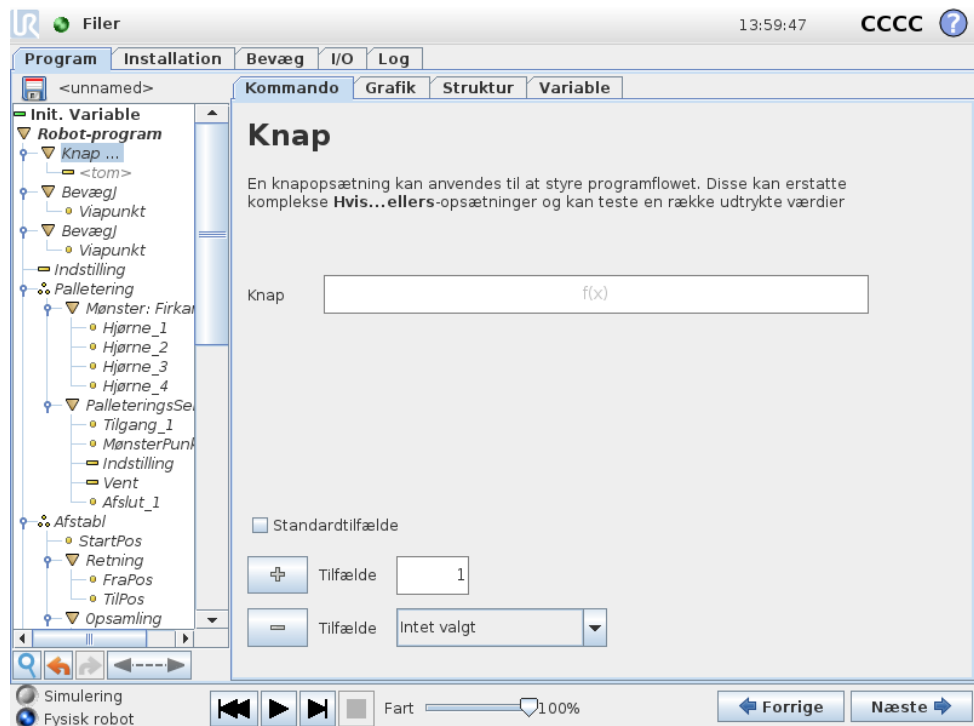 UR Filer 13:59:47 CCCC ?
Program Installation Bevæg I/O Log
<unnamed>
Kommando Grafik Struktur Variable
Init. Variable
Robot-program
Knap ...
<tom>
BevægJ
Viapunkt
BevægJ
Viapunkt
Indstilling
Palletering
Mønster: Firkan
Hjørne_1
Hjørne_2
Hjørne_3
Hjørne_4
PalleteringsSe
Tilgang_1
MønsterPunk
Indstilling
Vent
Afslut_1
Afstabl
StartPos
Retning
FraPos
TilPos
Opsamling
Knap
En knapopsætning kan anvendes til at styre programflowet. Disse kan erstatte
komplekse Hvis...ellers-opsætninger og kan teste en række udtrykte værdier
Knap f(x)
Standardtilfælde
Tilfælde 1
Tilfælde Intet valgt
Simulering
Fysisk robot
Fart 100%
Forrige Næste